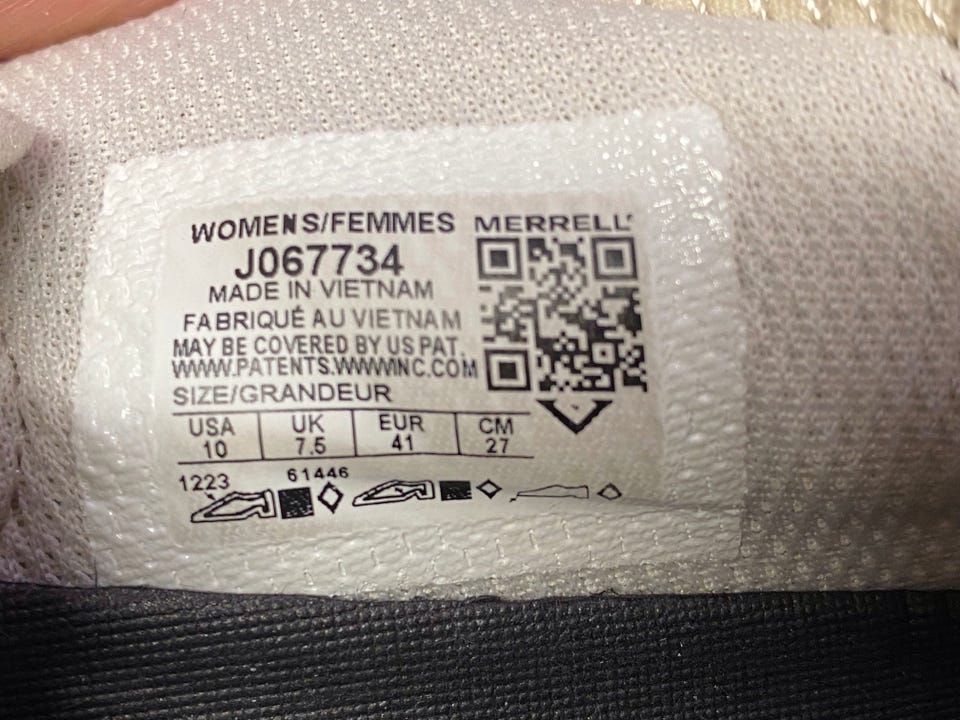 WOMENS/FEMMES
MERRELL
J067734
MADE IN VIETNAM
FABRIQUÉ AU VIETNAM
MAY BE COVERED BY US PAT.
WWW.PATENTS.WWWINC.COM
SIZE/GRANDEUR
USA UK EUR CM
10 7.5 41 27
1223 61446